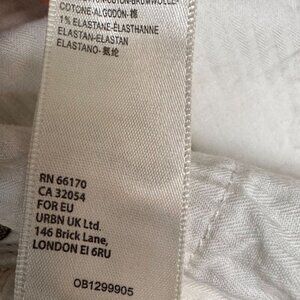 COTONE-ALGODÓN-棉
1% ELASTANE-ÉLASTHANNE
ELASTAN-ELASTAN
ELASTANO-氨纶
RN 66170
CA 32054
FOR EU
URBN UK Ltd.
146 Brick Lane,
LONDON EI 6RU
OB1299905